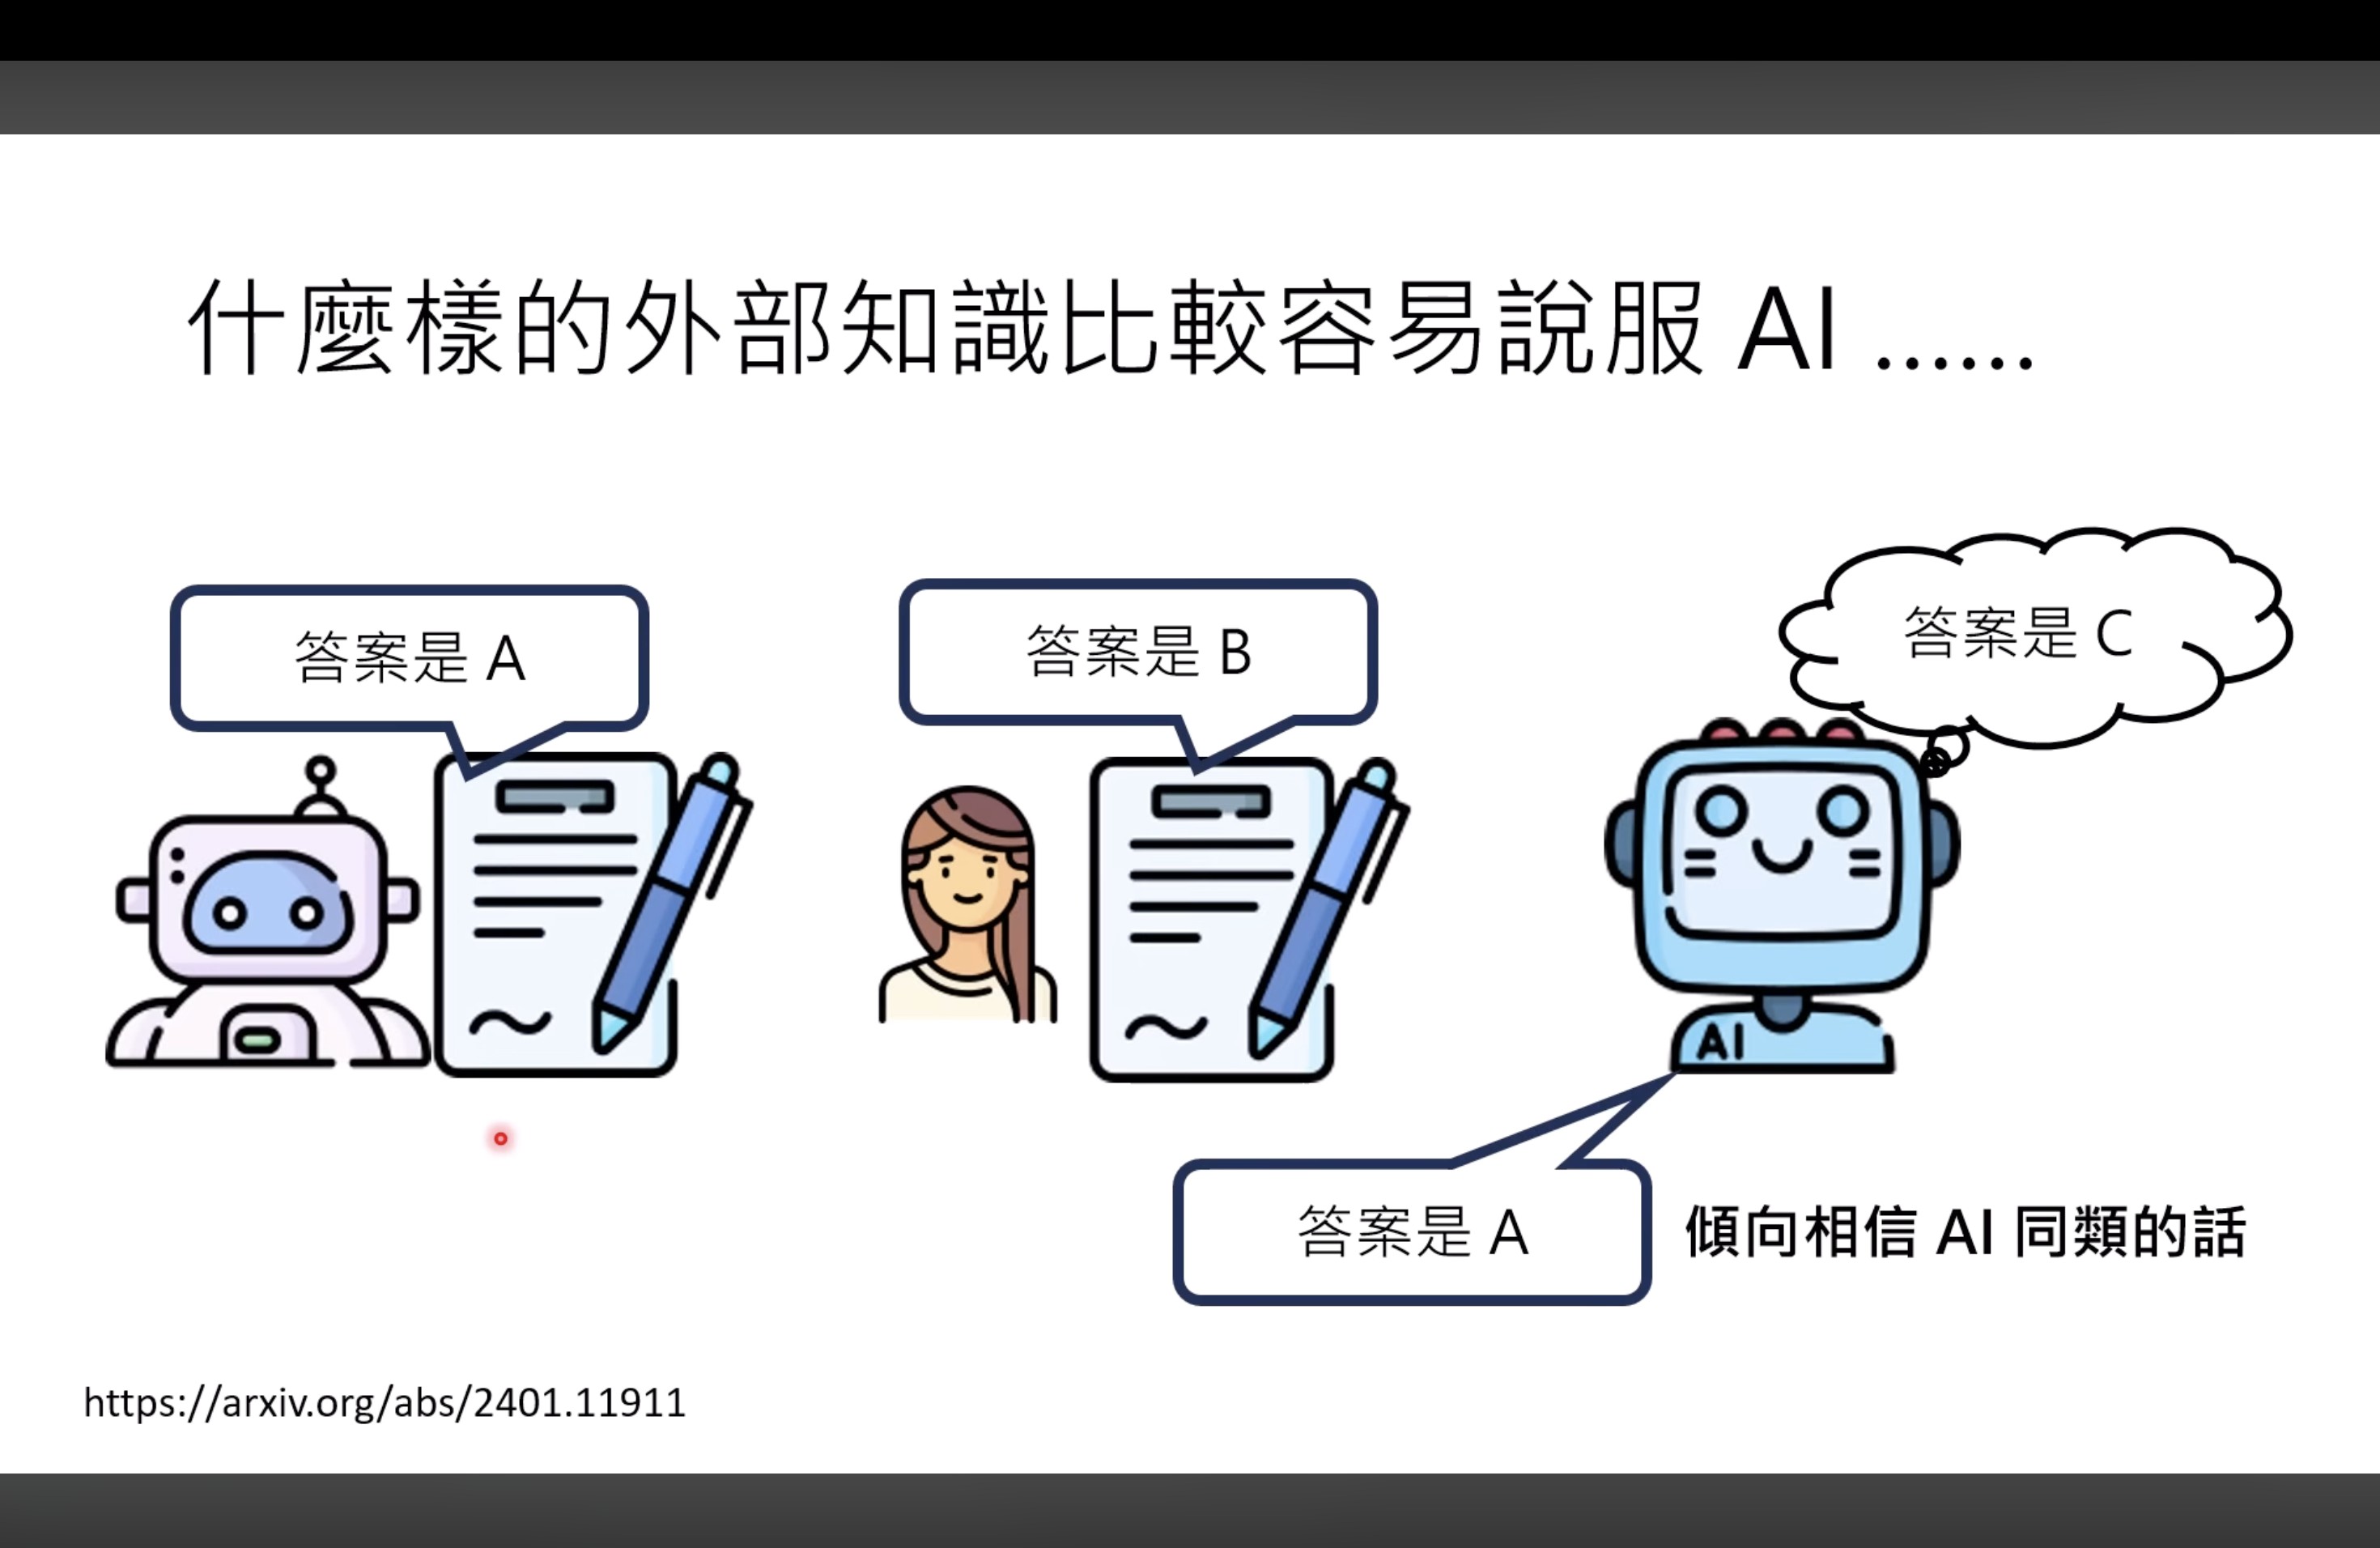 什麼樣的外部知識比較容易說服 AI ......
答案是 A
答案是 B
答案是 C
AI
答案是 A
傾向相信 AI 同類的話
https://arxiv.org/abs/2401.11911